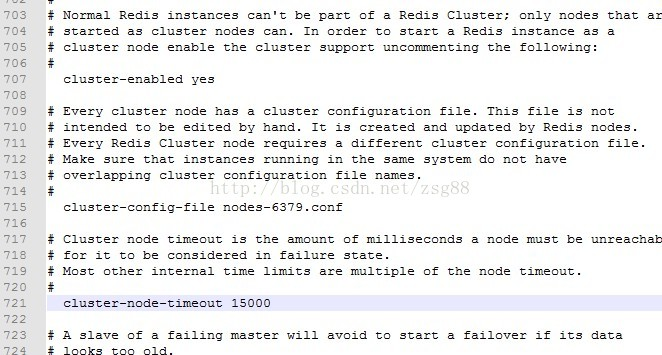 703 # Normal Redis instances can't be part of a Redis Cluster; only nodes that ar
704 # started as cluster nodes can. In order to start a Redis instance as a
705 # cluster node enable the cluster support uncommenting the following:
706 #
707 cluster-enabled yes
708
709 # Every cluster node has a cluster configuration file. This file is not
710 # intended to be edited by hand. It is created and updated by Redis nodes.
711 # Every Redis Cluster node requires a different cluster configuration file.
712 # Make sure that instances running in the same system do not have
713 # overlapping cluster configuration file names.
http://blog.csdn.net/zsg88
714 #
715 cluster-config-file nodes-6379.conf
716
717 # Cluster node timeout is the amount of milliseconds a node must be unreachab
718 # for it to be considered in failure state.
719 # Most other internal time limits are multiple of the node timeout.
720 #
721 cluster-node-timeout 15000
722
723 # A slave of a failing master will avoid to start a failover if its data
724 # looks too old.